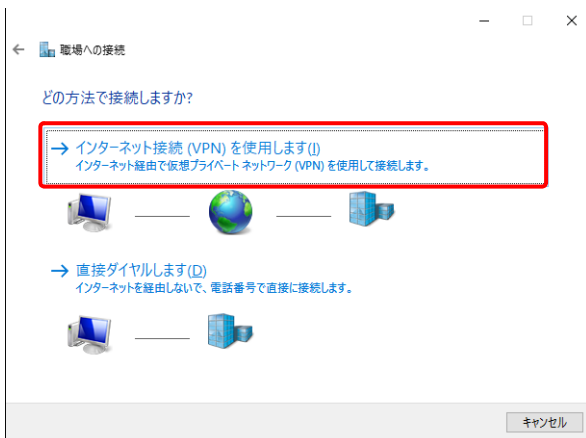 職場への接続
どの方法で接続しますか?
インターネット接続 (VPN) を使用します(I)
インターネット経由で仮想プライベート ネットワーク (VPN) を使用して接続します。
直接ダイヤルします(D)
インターネットを経由しないで、電話番号で直接に接続します。
キャンセル